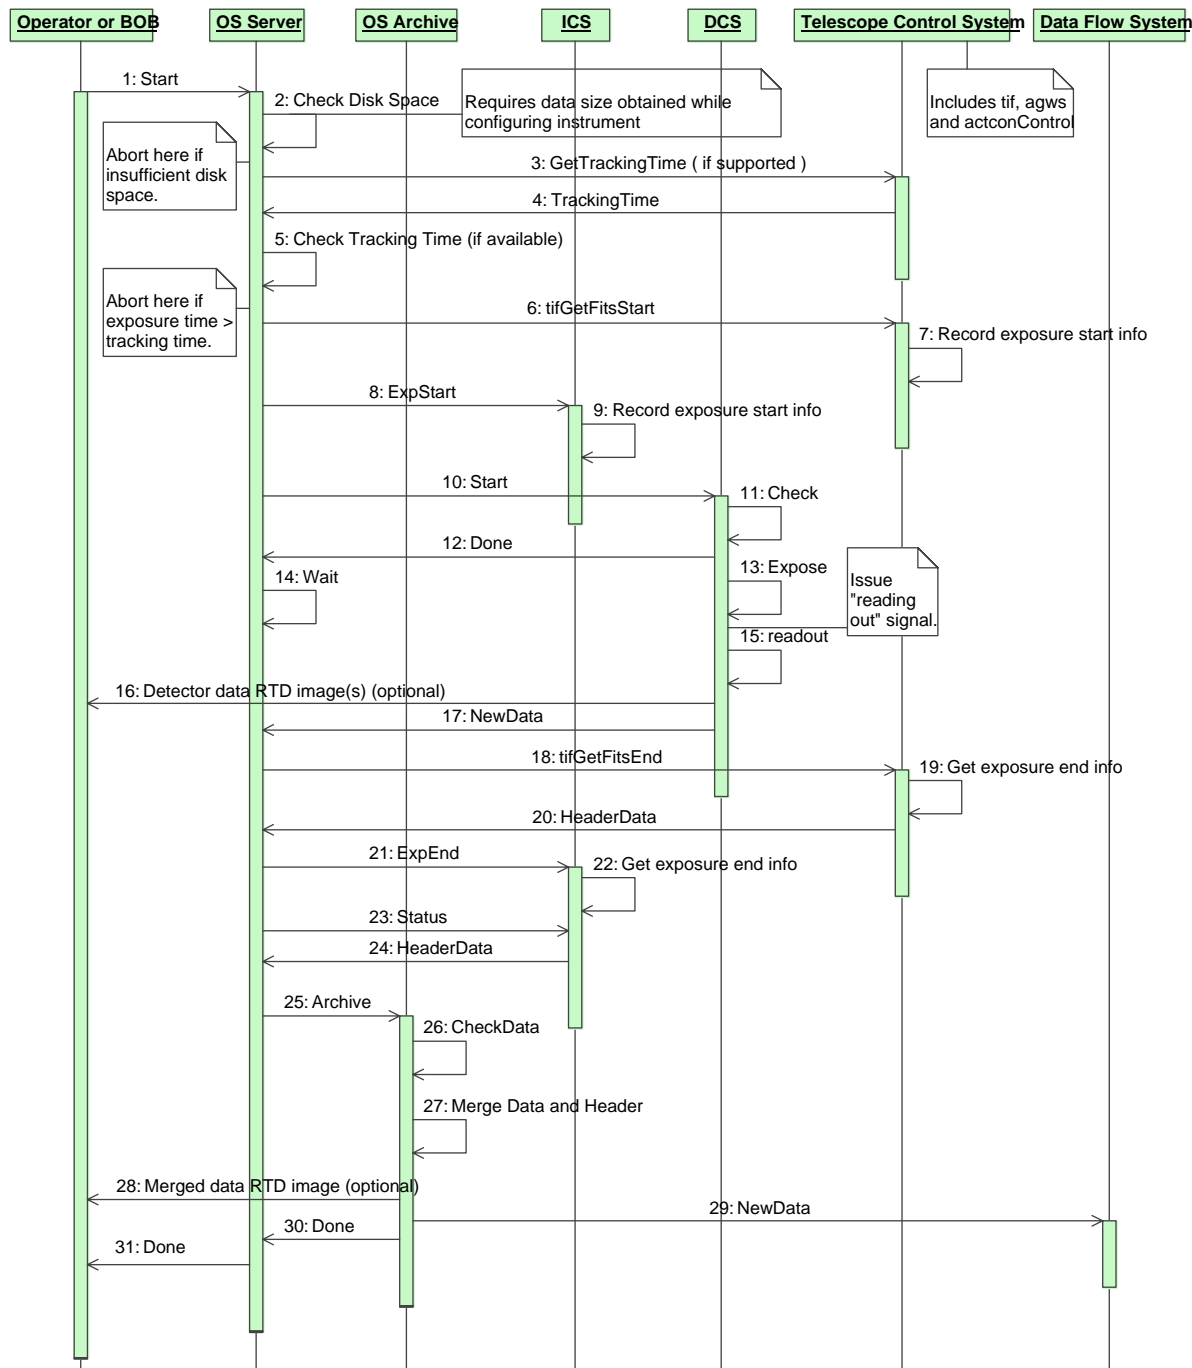 Operator or BOB
OS Server
OS Archive
ICS
DCS
Telescope Control System
Data Flow System
1: Start
2: Check Disk Space
Requires data size obtained while
configuring instrument
Includes tif, agws
and actconControl
Abort here if
insufficient disk
space.
3: GetTrackingTime ( if supported )
4: TrackingTime
5: Check Tracking Time (if available)
Abort here if
exposure time >
tracking time.
6: tifGetFitsStart
7: Record exposure start info
8: ExpStart
9: Record exposure start info
10: Start
11: Check
12: Done
13: Expose
14: Wait
Issue
"reading
out" signal.
15: readout
16: Detector data RTD image(s) (optional)
17: NewData
18: tifGetFitsEnd
19: Get exposure end info
20: HeaderData
21: ExpEnd
22: Get exposure end info
23: Status
24: HeaderData
25: Archive
26: CheckData
27: Merge Data and Header
28: Merged data RTD image (optional)
29: NewData
30: Done
31: Done